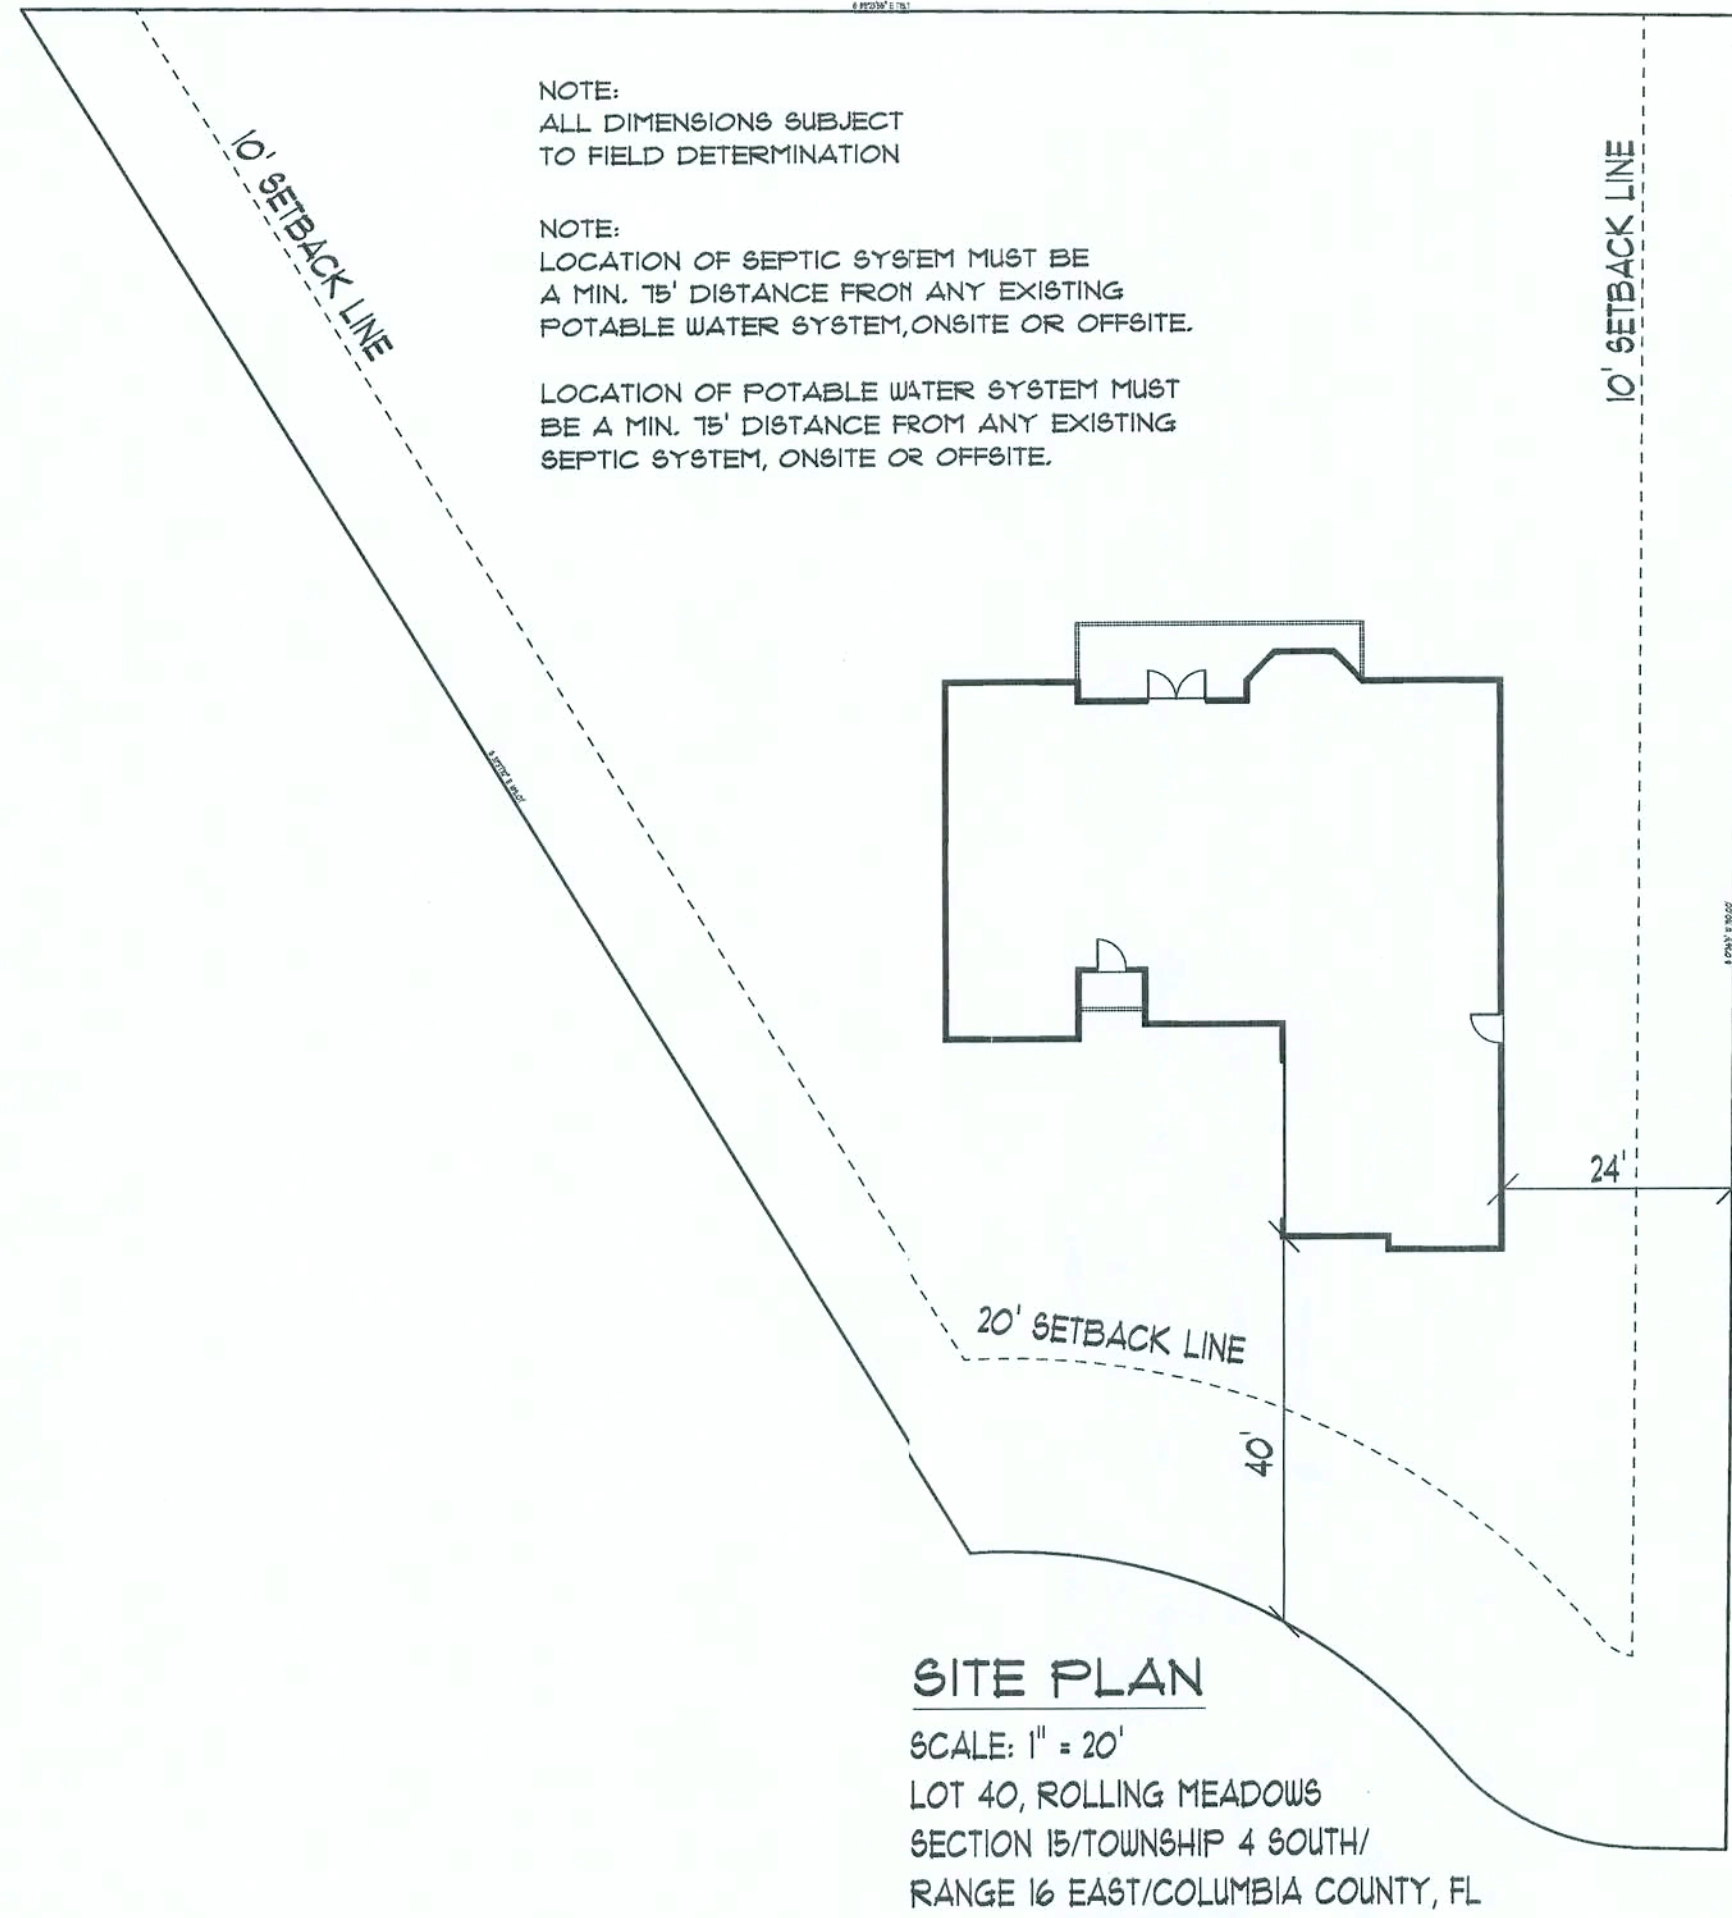 NOTE:
ALL DIMENSIONS SUBJECT
TO FIELD DETERMINATION
NOTE:
LOCATION OF SEPTIC SYSTEM MUST BE
A MIN. 75' DISTANCE FROM ANY EXISTING
POTABLE WATER SYSTEM, ONSITE OR OFFSITE.
LOCATION OF POTABLE WATER SYSTEM MUST
BE A MIN. 75' DISTANCE FROM ANY EXISTING
SEPTIC SYSTEM, ONSITE OR OFFSITE.
10' SETBACK LINE
10' SETBACK LINE
24'
20' SETBACK LINE
40'
SITE PLAN
SCALE: 1" = 20'
LOT 40, ROLLING MEADOWS
SECTION 15/TOWNSHIP 4 SOUTH/
RANGE 16 EAST/COLUMBIA COUNTY, FL